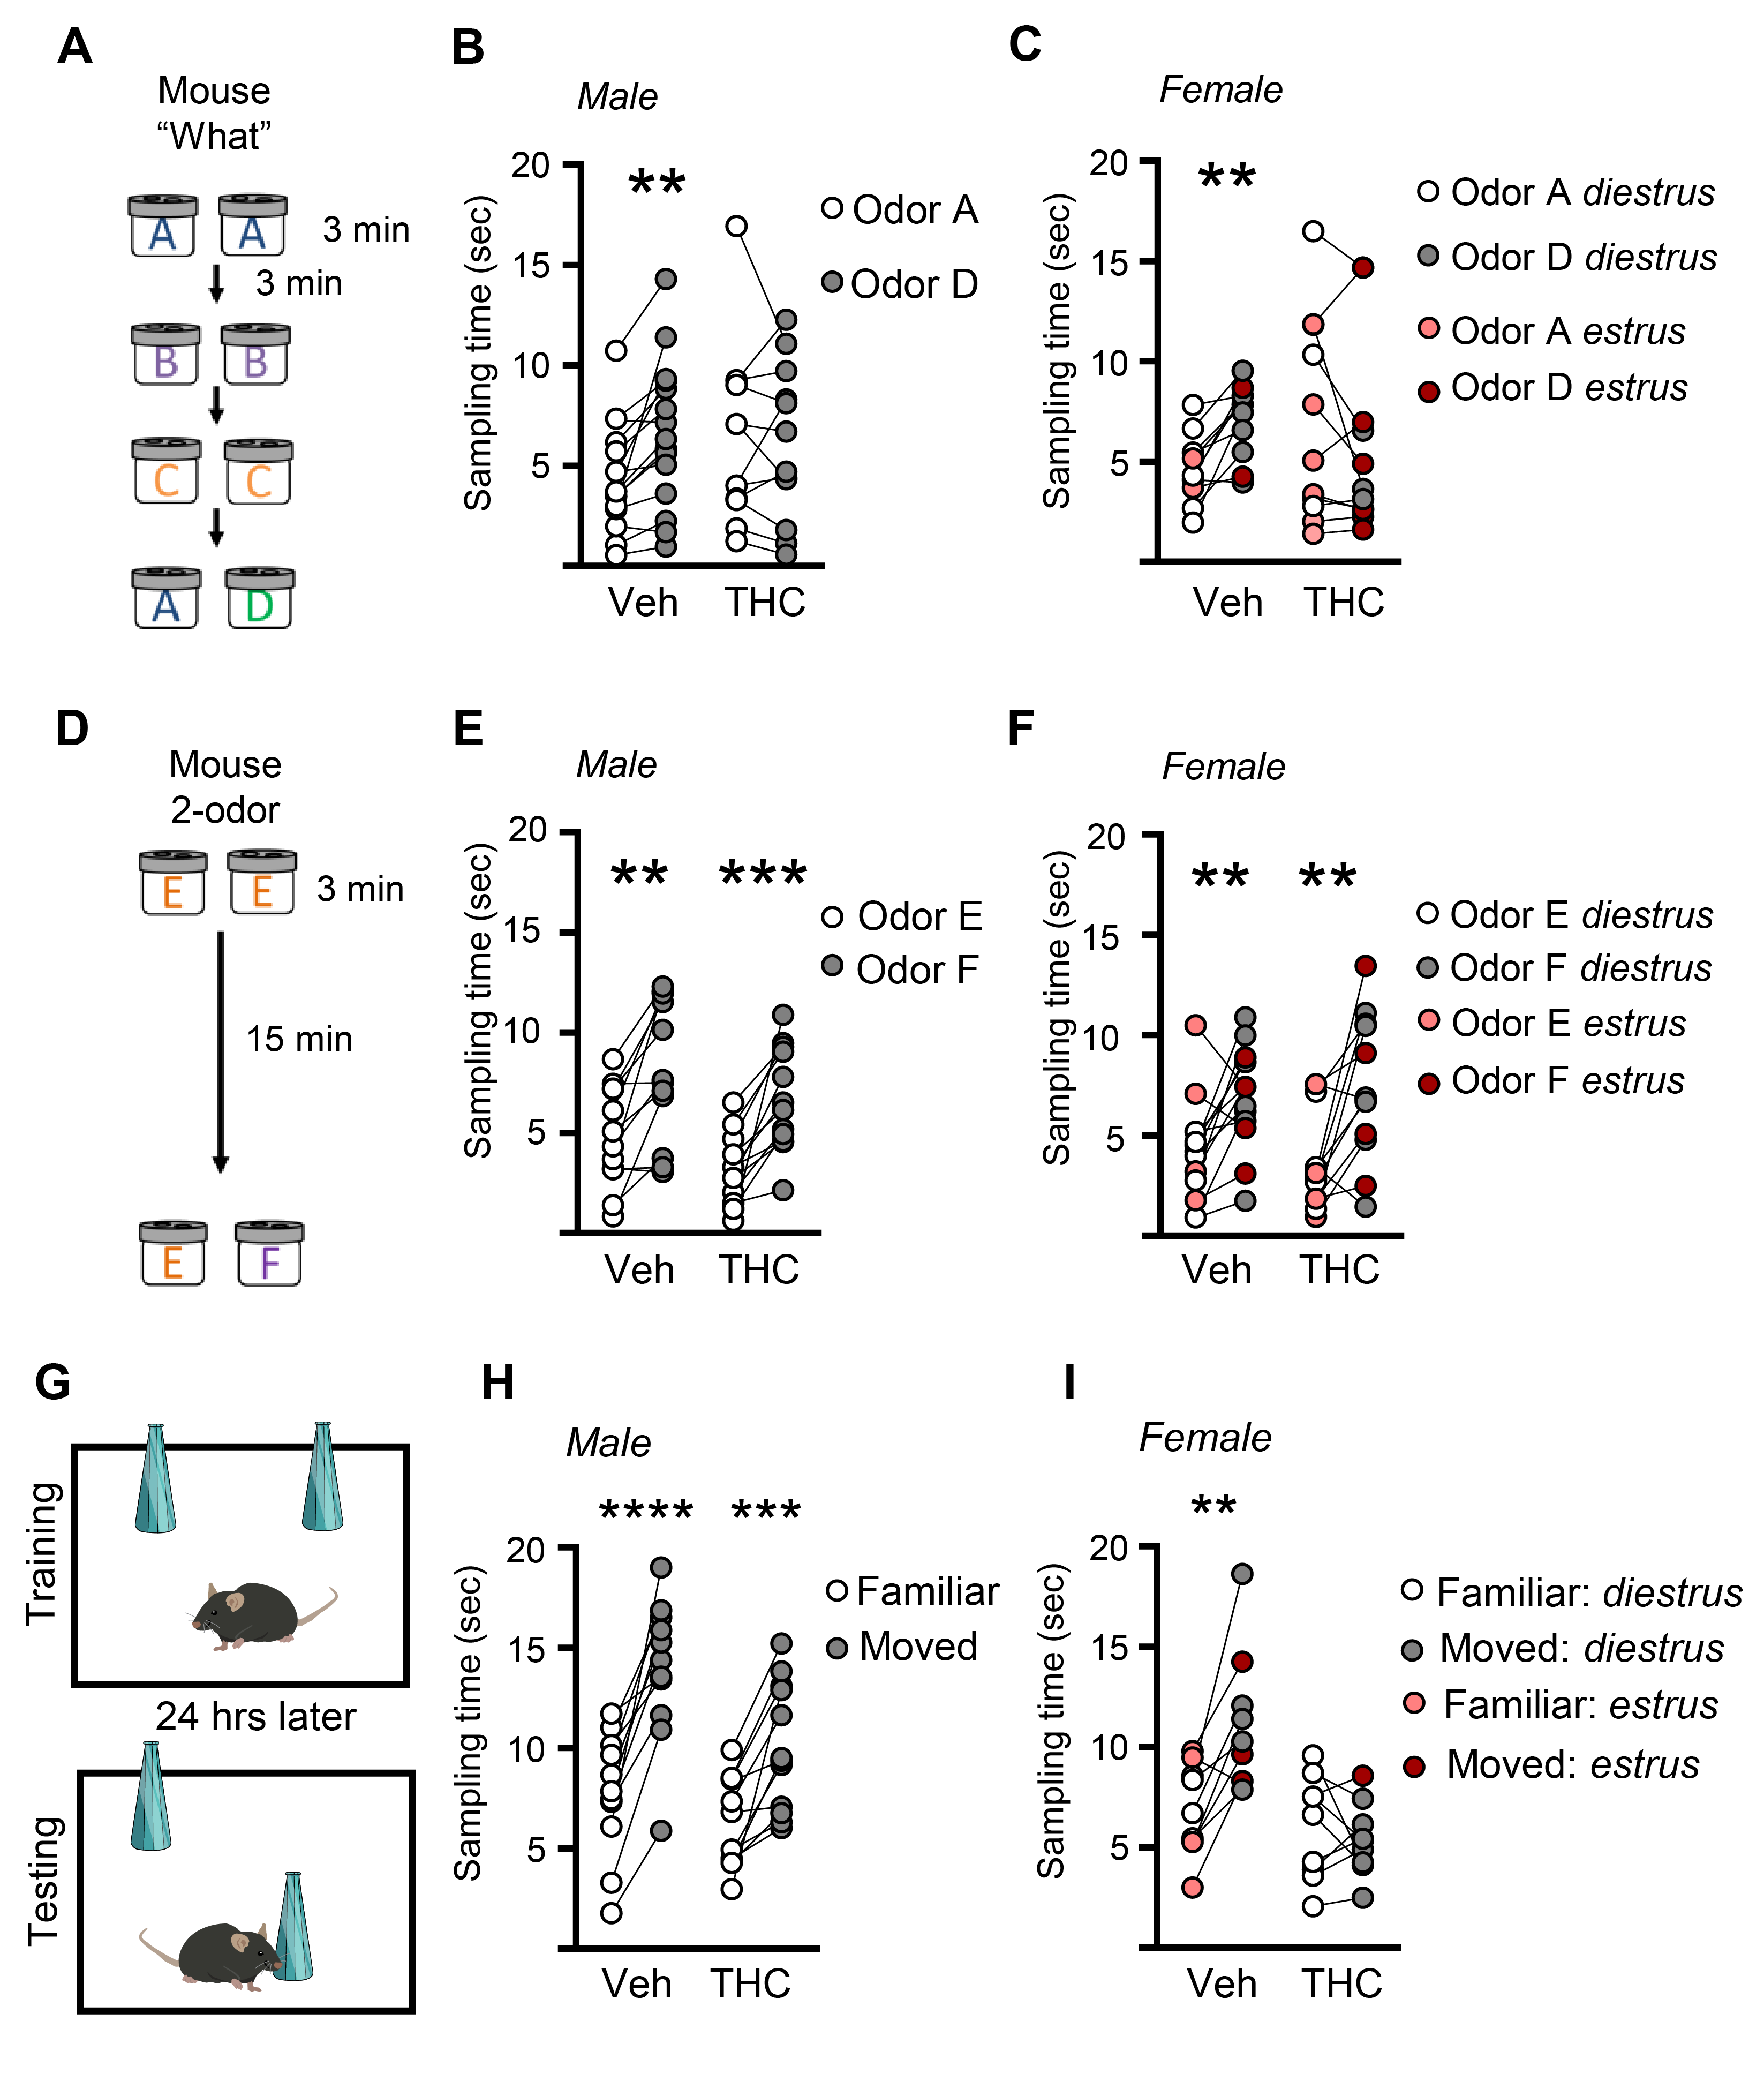 A
Mouse
“What”
A A 3 min
3 min
B B
C C
A D
B
Male
20
15
10
5
Sampling time (sec)
**
Veh THC
Odor A
Odor D
C
Female
20
15
10
5
Sampling time (sec)
**
Veh THC
Odor A diestrus
Odor D diestrus
Odor A estrus
Odor D estrus
D
Mouse
2-odor
E E 3 min
15 min
E F
E
Male
20
15
10
5
Sampling time (sec)
** ***
Veh THC
Odor E
Odor F
F
Female
20
15
10
5
Sampling time (sec)
** **
Veh THC
Odor E diestrus
Odor F diestrus
Odor E estrus
Odor F estrus
G
Training
24 hrs later
Testing
H
Male
**** ***
20
15
10
5
Sampling time (sec)
Veh THC
Familiar
Moved
I
Female
**
20
15
10
5
Sampling time (sec)
Veh THC
Familiar: diestrus
Moved: diestrus
Familiar: estrus
Moved: estrus